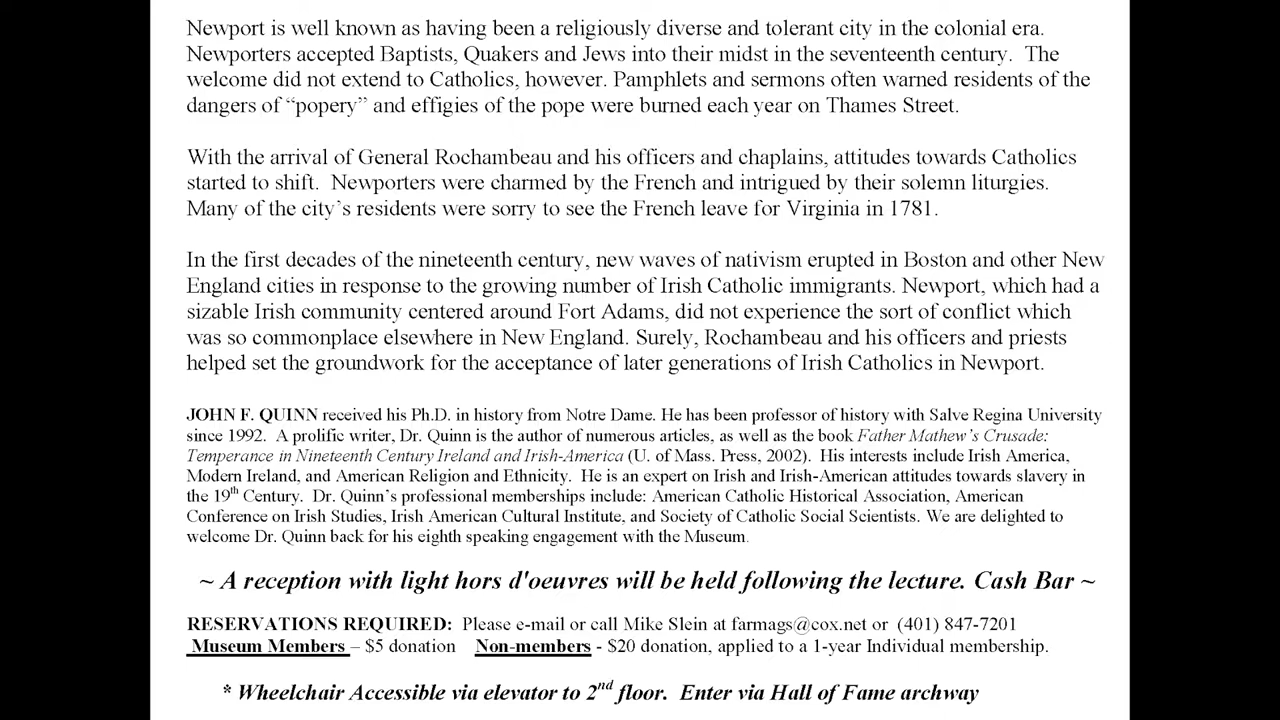 Newport is well known as having been a religiously diverse and tolerant city in the colonial era.
Newporters accepted Baptists, Quakers and Jews into their midst in the seventeenth century.  The
welcome did not extend to Catholics, however. Pamphlets and sermons often warned residents of the
dangers of “popery” and effigies of the pope were burned each year on Thames Street.
With the arrival of General Rochambeau and his officers and chaplains, attitudes towards Catholics
started to shift.  Newporters were charmed by the French and intrigued by their solemn liturgies.
Many of the city’s residents were sorry to see the French leave for Virginia in 1781.
In the first decades of the nineteenth century, new waves of nativism erupted in Boston and other New
England cities in response to the growing number of Irish Catholic immigrants. Newport, which had a
sizable Irish community centered around Fort Adams, did not experience the sort of conflict which
was so commonplace elsewhere in New England. Surely, Rochambeau and his officers and priests
helped set the groundwork for the acceptance of later generations of Irish Catholics in Newport.
JOHN F. QUINN received his Ph.D. in history from Notre Dame. He has been professor of history with Salve Regina University
since 1992.  A prolific writer, Dr. Quinn is the author of numerous articles, as well as the book Father Mathew’s Crusade:
Temperance in Nineteenth Century Ireland and Irish-America (U. of Mass. Press, 2002).  His interests include Irish America,
Modern Ireland, and American Religion and Ethnicity.  He is an expert on Irish and Irish-American attitudes towards slavery in
the 19th Century.  Dr. Quinn’s professional memberships include: American Catholic Historical Association, American
Conference on Irish Studies, Irish American Cultural Institute, and Society of Catholic Social Scientists. We are delighted to
welcome Dr. Quinn back for his eighth speaking engagement with the Museum.
~ A reception with light hors d'oeuvres will be held following the lecture. Cash Bar ~
RESERVATIONS REQUIRED:  Please e-mail or call Mike Slein at farmags@cox.net or  (401) 847-7201
Museum Members – $5 donation   Non-members - $20 donation, applied to a 1-year Individual membership.
* Wheelchair Accessible via elevator to 2nd floor.  Enter via Hall of Fame archway